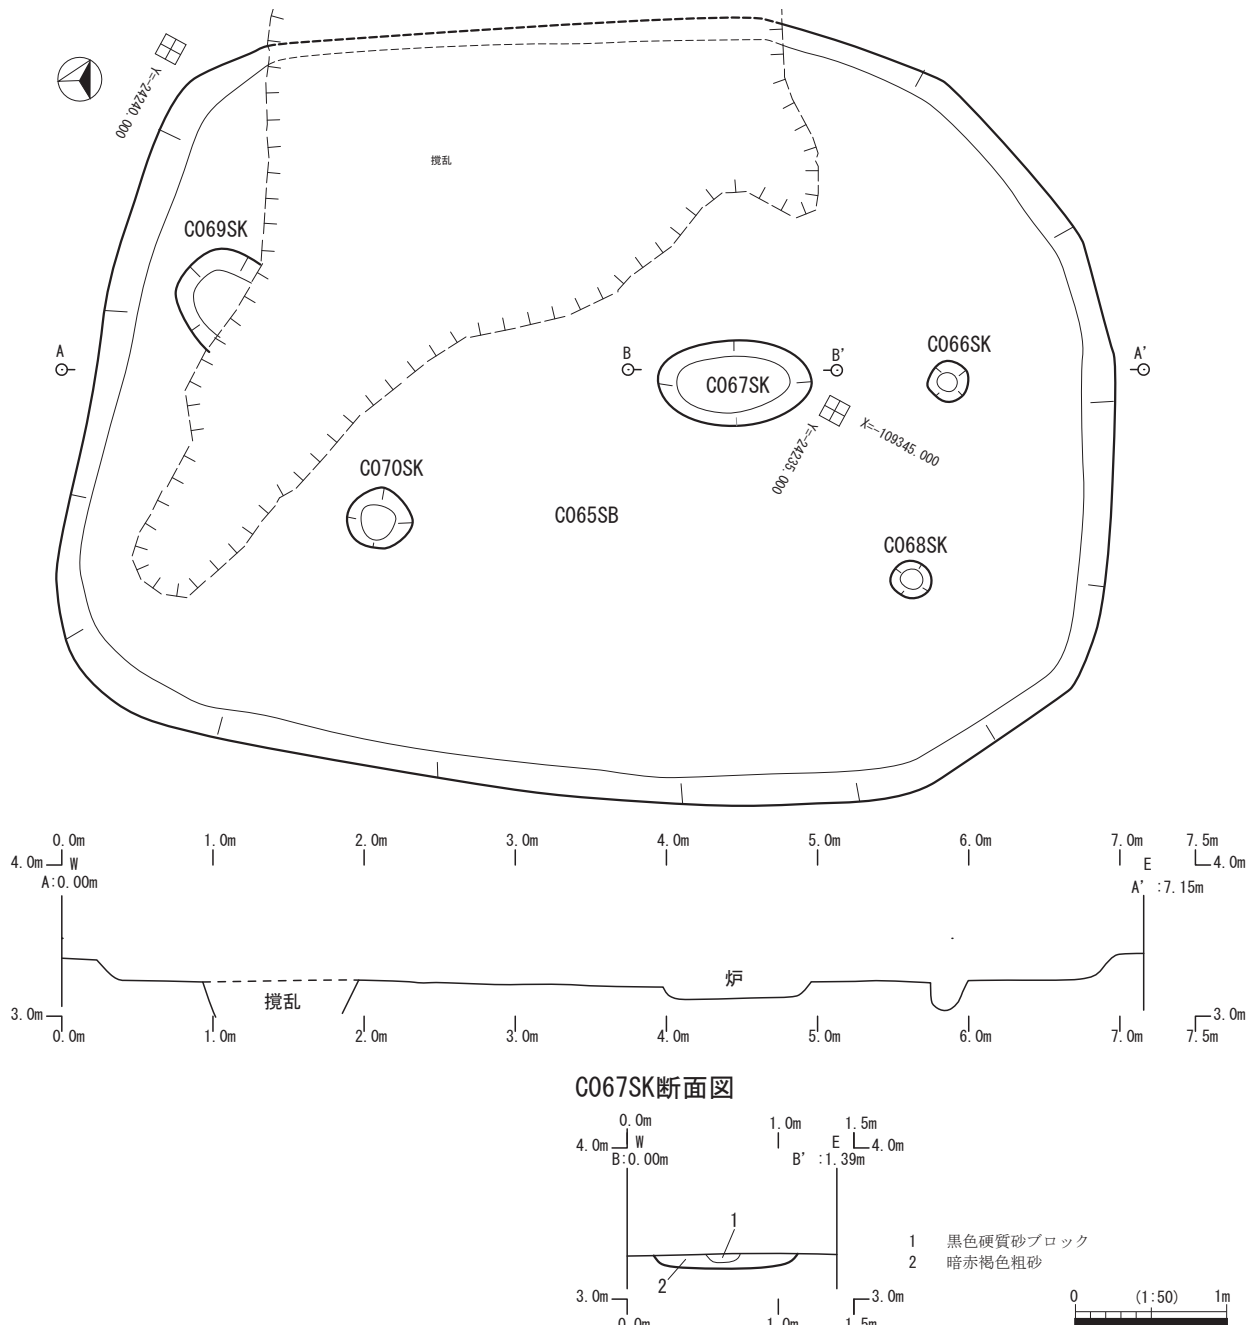 Y=-24240.000
撹乱
C069SK
A
B
B'
C066SK
A'
C067SK
X=-109345.000
Y=-24235.000
C070SK
C065SB
C068SK
0.0m 1.0m 2.0m 3.0m 4.0m 5.0m 6.0m 7.0m 7.5m
4.0m W E 4.0m
A:0.00m A' :7.15m
炉
撹乱
3.0m 3.0m
0.0m 1.0m 2.0m 3.0m 4.0m 5.0m 6.0m 7.0m 7.5m
C067SK断面図
0.0m 1.0m 1.5m
4.0m W E 4.0m
B:0.00m B' :1.39m
1
1 黒色硬質砂ブロック
2 暗赤褐色粗砂
2
3.0m 3.0m
0.0m 1.0m 1.5m
0 (1:50) 1m